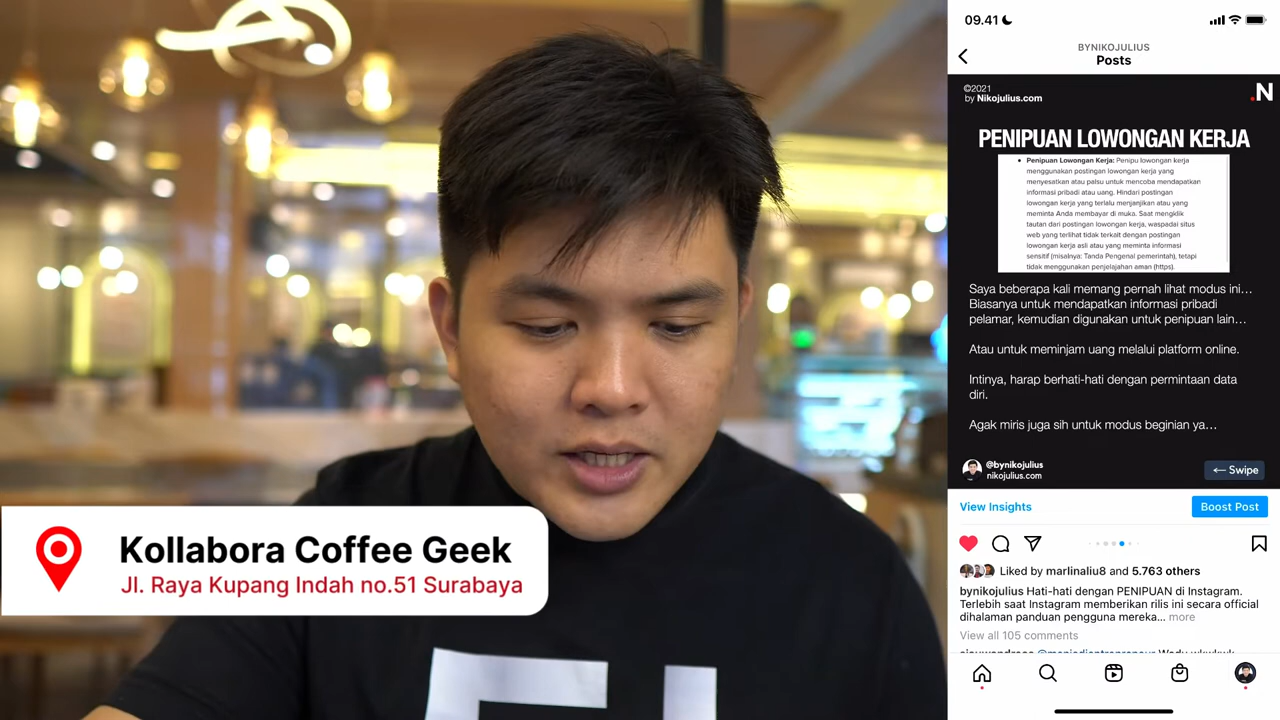 Kollabora Coffee Geek
Jl. Raya Kupang Indah no.51 Surabaya
09.41
BYNIKOJULIUS
Posts
©2021
by Nikojulius.com
.N
PENIPUAN LOWONGAN KERJA
• Penipuan Lowongan Kerja: Penipu lowongan kerja
menggunakan postingan lowongan kerja yang
menyesatkan atau palsu untuk mencoba mendapatkan
informasi pribadi atau uang. Hindari postingan
lowongan kerja yang terlalu menjanjikan atau yang
meminta Anda membayar di muka. Saat mengklik
tautan dari postingan lowongan kerja, waspadai situs
web yang terlihat tidak terkait dengan postingan
lowongan kerja asli atau yang meminta informasi
sensitif (misalnya: Tanda Pengenal pemerintah), tetapi
tidak menggunakan penjelajahan aman (https).
Saya beberapa kali memang pernah lihat modus ini...
Biasanya untuk mendapatkan informasi pribadi
pelamar, kemudian digunakan untuk penipuan lain...
Atau untuk meminjam uang melalui platform online.
Intinya, harap berhati-hati dengan permintaan data
diri.
Agak miris juga sih untuk modus beginian ya...
@bynikojulius
nikojulius.com
← Swipe
View Insights
Boost Post
Liked by marlinaliu8 and 5.763 others
bynikojulius Hati-hati dengan PENIPUAN di Instagram.
Terlebih saat Instagram memberikan rilis ini secara official
dihalaman panduan pengguna mereka... more
View all 105 comments